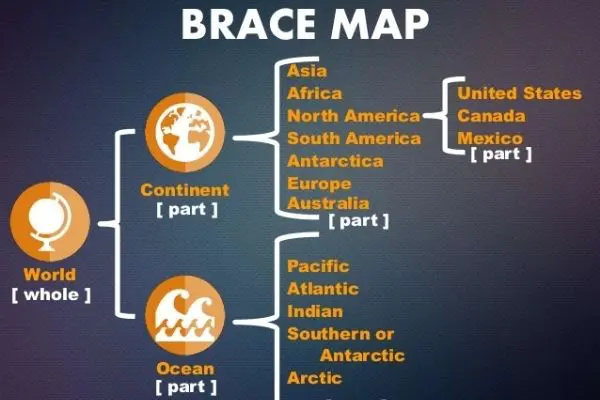 BRACE MAP
World
[ whole ]
Continent
[ part ]
Asia
Africa
North America
South America
Antarctica
Europe
Australia
[ part ]
United States
Canada
Mexico
[ part ]
Ocean
[ part ]
Pacific
Atlantic
Indian
Southern or
Antarctic
Arctic